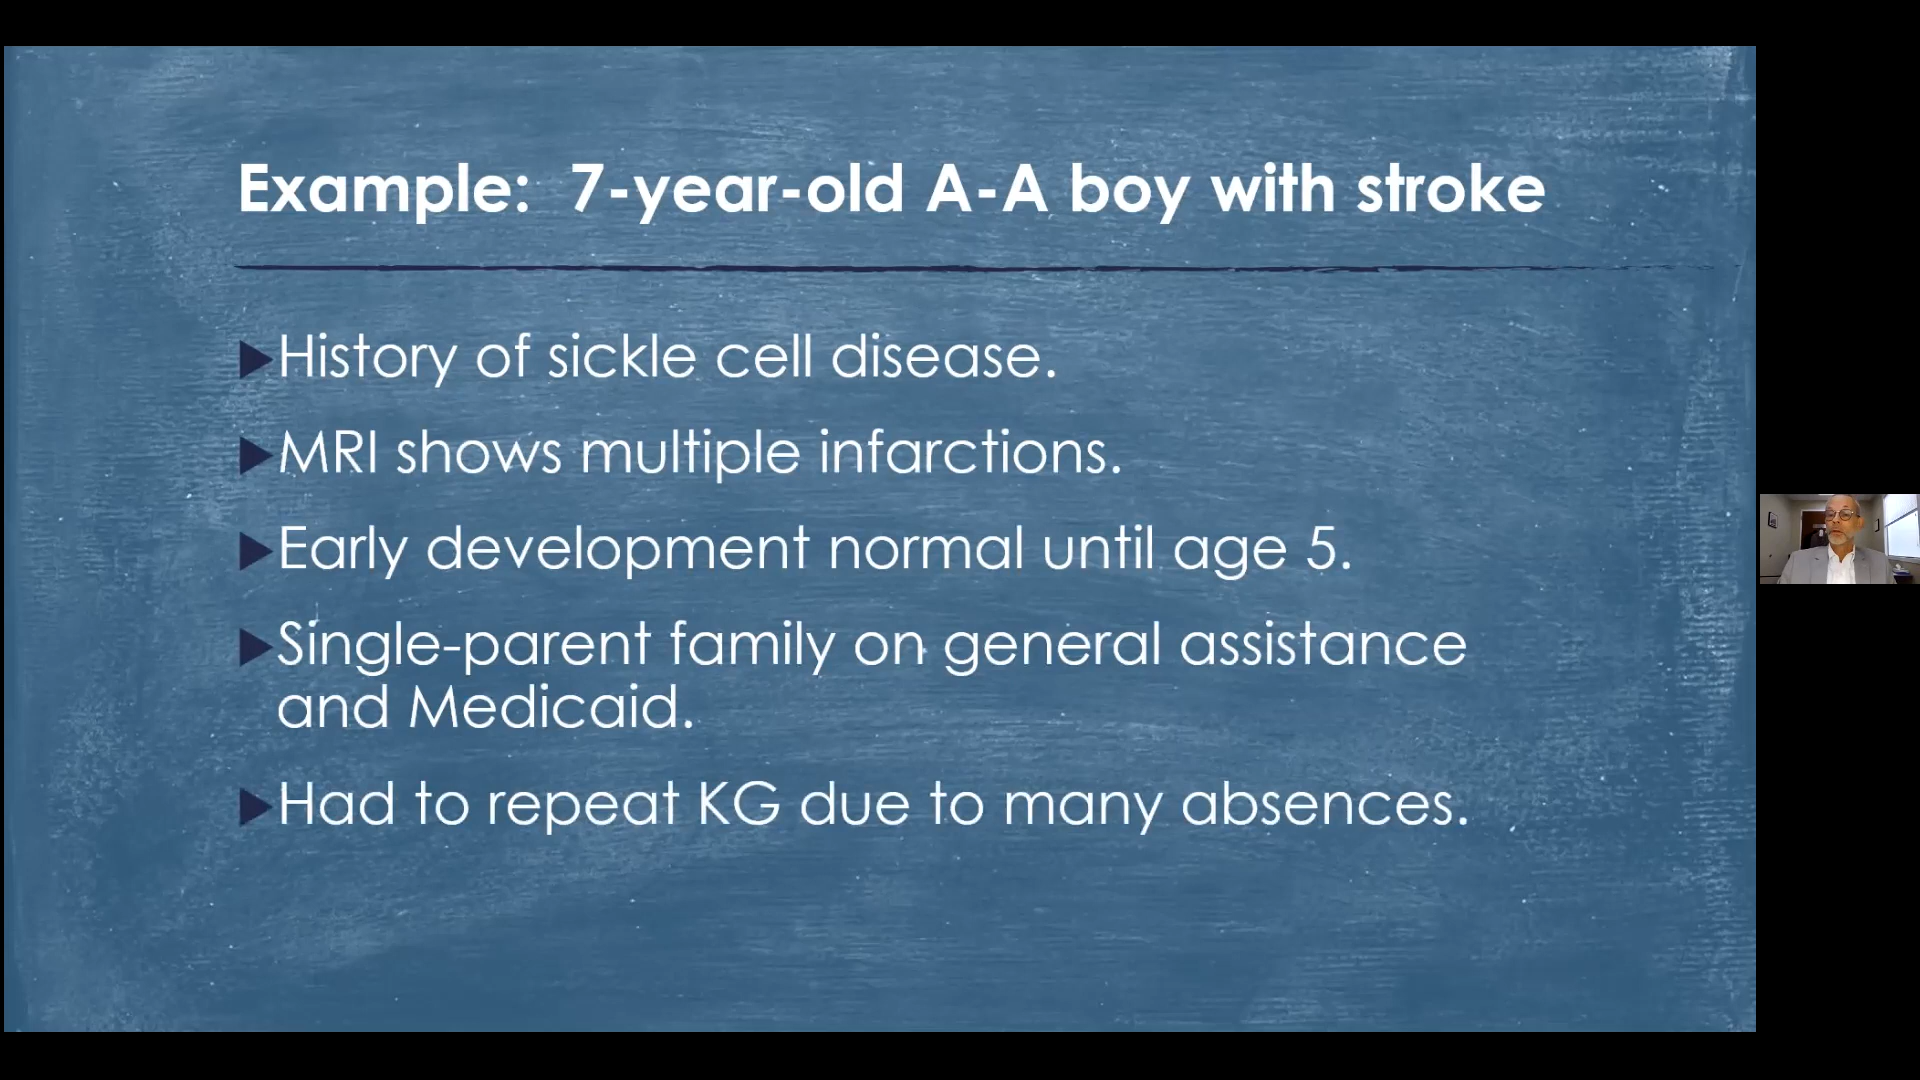 Example: 7-year-old A-A boy with stroke
History of sickle cell disease.
MRI shows multiple infarctions.
Early development normal until age 5.
Single-parent family on general assistance
and Medicaid.
Had to repeat KG due to many absences.